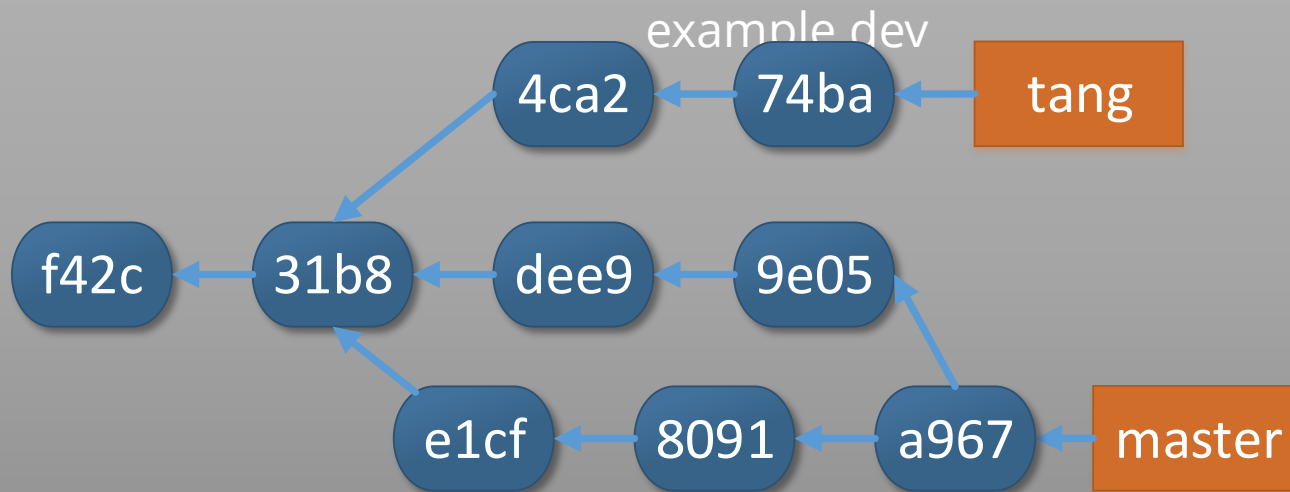 example dev
4ca2 74ba tang
f42c 31b8 dee9 9e05
e1cf 8091 a967 master